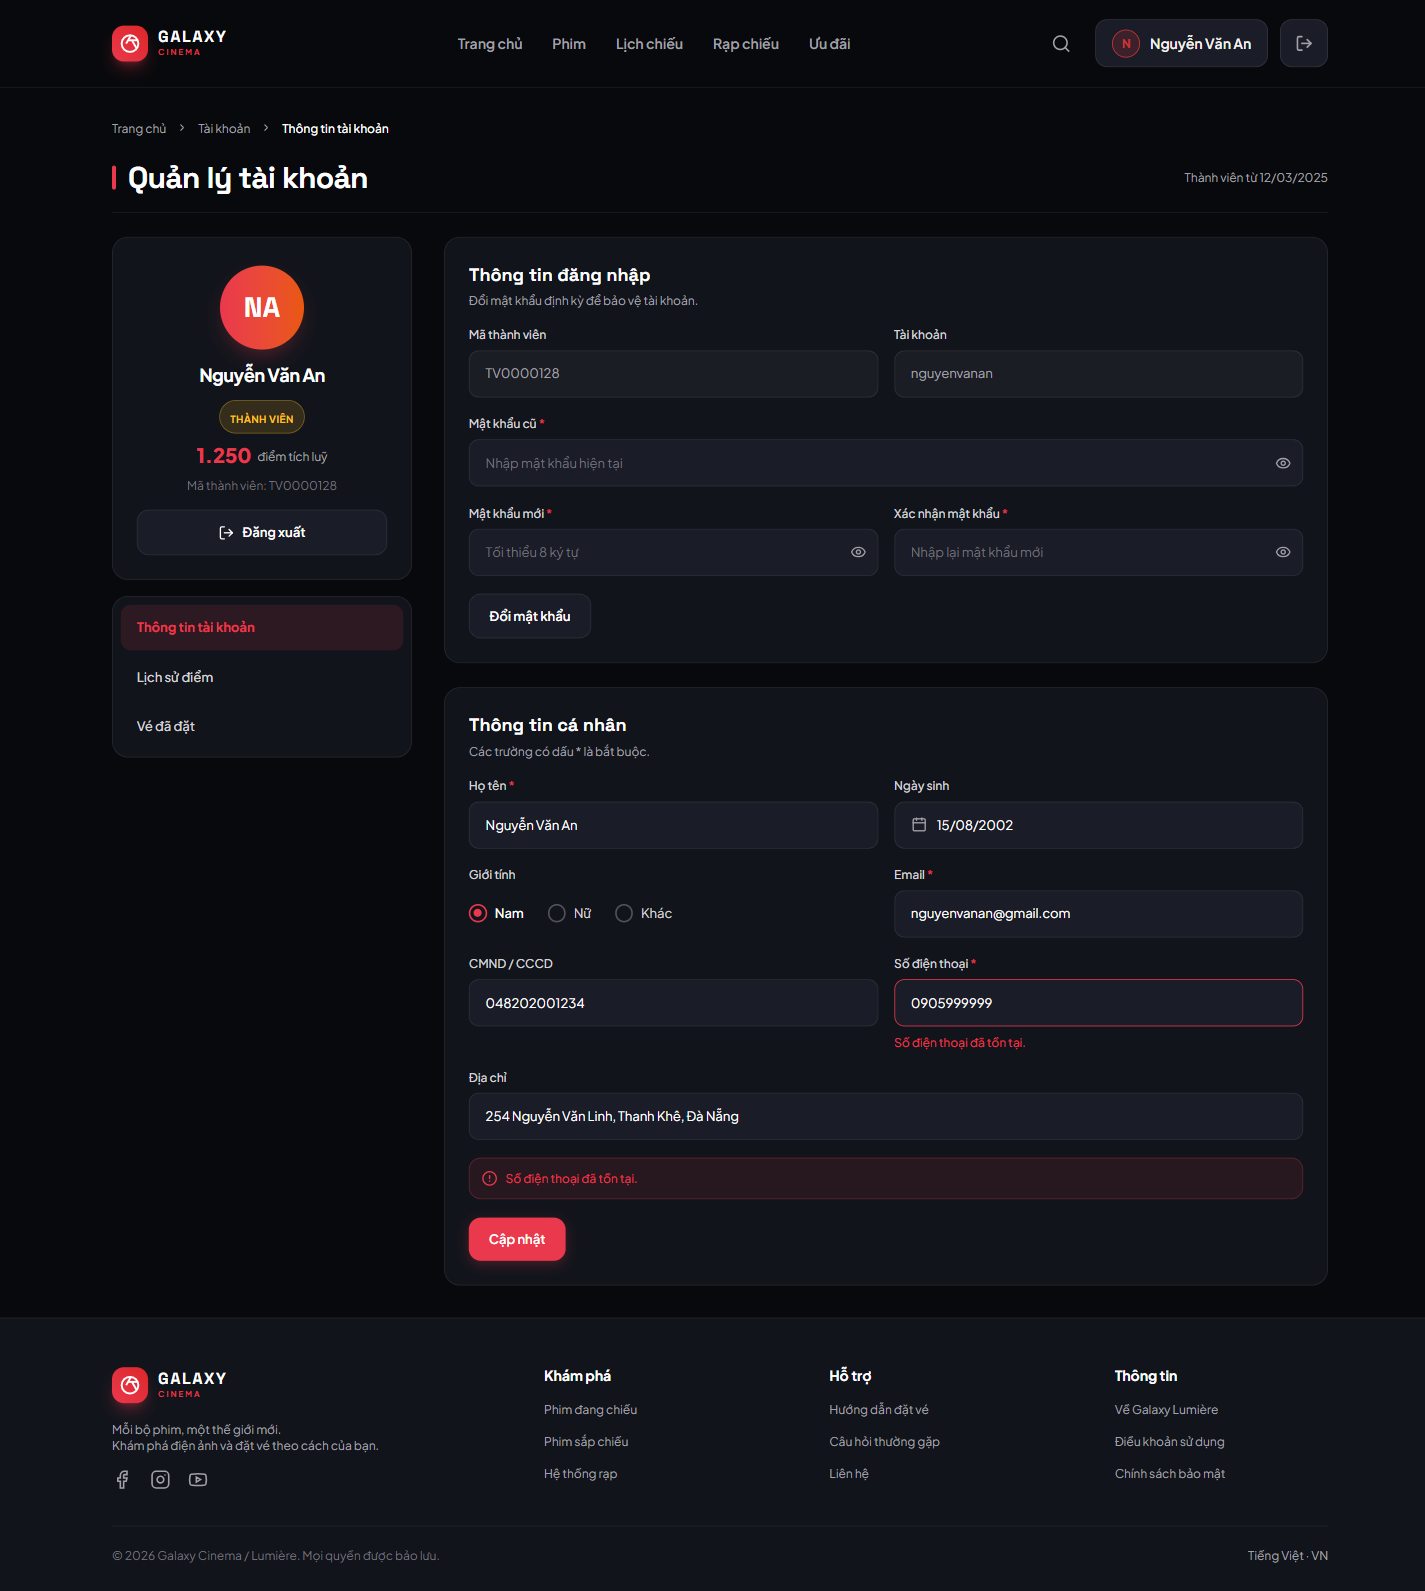 GALAXY
CINEMA
Trang chủ
Phim
Lịch chiếu
Rạp chiếu
Ưu đãi
N
Nguyễn Văn An
Trang chủ > Tài khoản > Thông tin tài khoản
Quản lý tài khoản
Thành viên từ 12/03/2025
NA
Nguyễn Văn An
THÀNH VIÊN
1.250 điểm tích luỹ
Mã thành viên: TV0000128
Đăng xuất
Thông tin tài khoản
Lịch sử điểm
Vé đã đặt
Thông tin đăng nhập
Đổi mật khẩu định kỳ để bảo vệ tài khoản.
Mã thành viên
TV0000128
Tài khoản
nguyenvanan
Mật khẩu cũ *
Nhập mật khẩu hiện tại
Mật khẩu mới *
Tối thiểu 8 ký tự
Xác nhận mật khẩu *
Nhập lại mật khẩu mới
Đổi mật khẩu
Thông tin cá nhân
Các trường có dấu * là bắt buộc.
Họ tên *
Nguyễn Văn An
Ngày sinh
15/08/2002
Giới tính
Nam
Nữ
Khác
Email *
nguyenvanan@gmail.com
CMND / CCCD
048202001234
Số điện thoại *
0905999999
Số điện thoại đã tồn tại.
Địa chỉ
254 Nguyễn Văn Linh, Thanh Khê, Đà Nẵng
Số điện thoại đã tồn tại.
Cập nhật
GALAXY
CINEMA
Mỗi bộ phim, một thế giới mới.
Khám phá điện ảnh và đặt vé theo cách của bạn.
Khám phá
Phim đang chiếu
Phim sắp chiếu
Hệ thống rạp
Hỗ trợ
Hướng dẫn đặt vé
Câu hỏi thường gặp
Liên hệ
Thông tin
Về Galaxy Lumière
Điều khoản sử dụng
Chính sách bảo mật
© 2026 Galaxy Cinema / Lumière. Mọi quyền được bảo lưu.
Tiếng Việt · VN